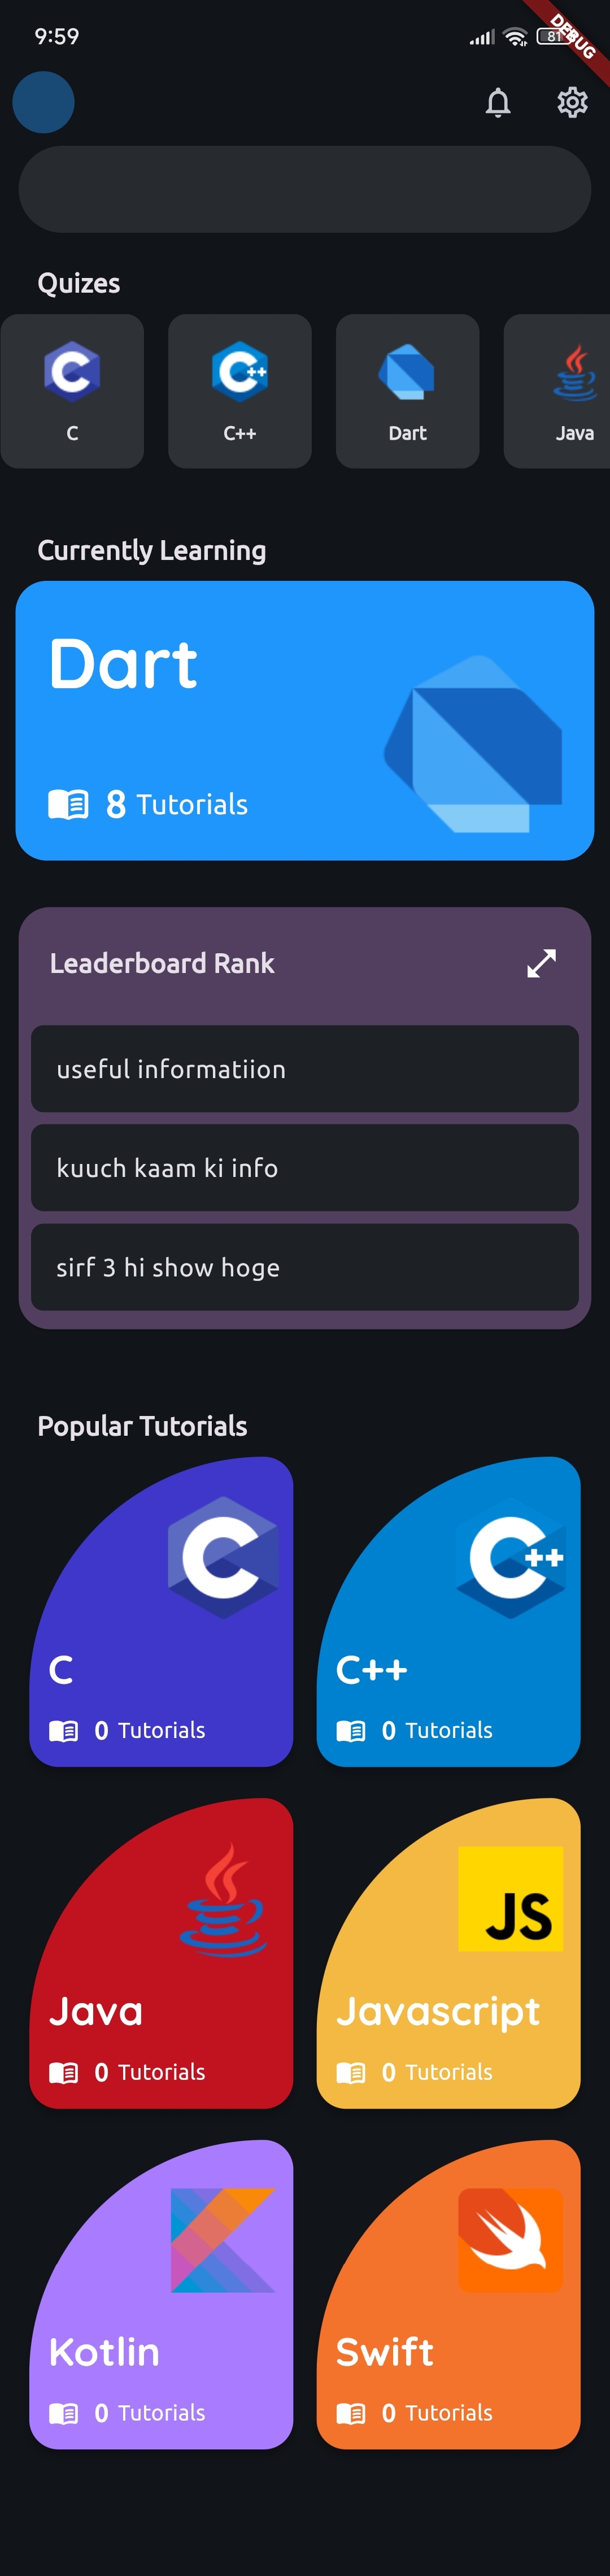 9:59
81
DEBUG
Quizes
C
C++
Dart
Java
Currently Learning
Dart
8 Tutorials
Leaderboard Rank
useful informatiion
kuuch kaam ki info
sirf 3 hi show hoge
Popular Tutorials
C
C++
C
C++
0 Tutorials
0 Tutorials
JS
Java
Javascript
0 Tutorials
0 Tutorials
Kotlin
Swift
0 Tutorials
0 Tutorials